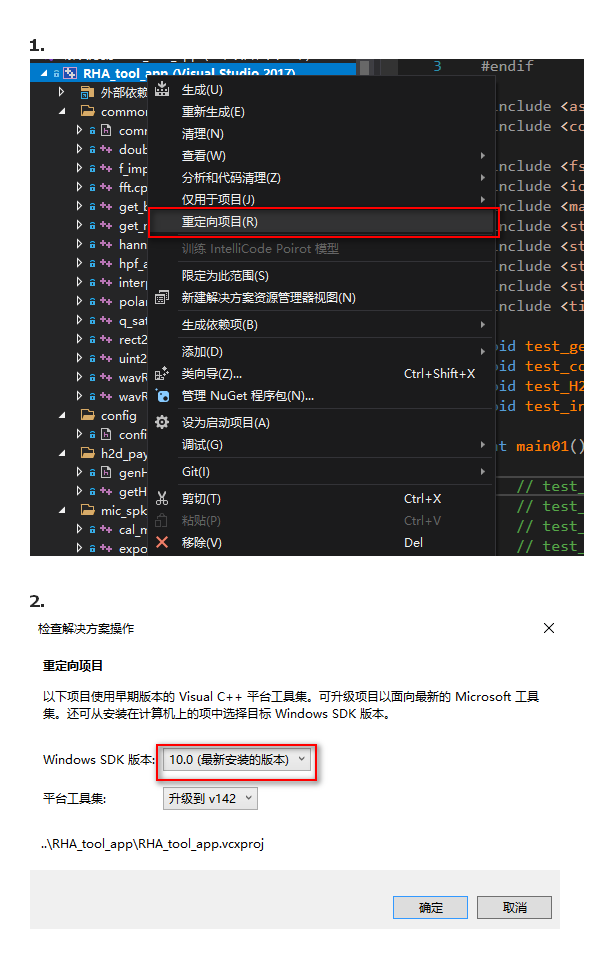 1.
RHA_tool_app (Visual Studio 2017)
3 #endif
外部依赖
生成(U)
common
重新生成(E)
nclude <as
comm
清理(N)
nclude <co
doub
查看(W)
f_imp
分析和代码清理(Z)
nclude <fs
fft.cp
仅用于项目(J)
nclude <io
get_b
重定向项目(R)
nclude <ma
get_r
nclude <st
hann
训练 IntelliCode Poirot 模型
nclude <st
hpf_a
限定为此范围(S)
nclude <st
interp
新建解决方案资源管理器视图(N)
nclude <st
polar
nclude <ti
q_sat
生成依赖项(B)
rect2
添加(D)
id test_ge
uint2
类向导(Z)... Ctrl+Shift+X
id test_co
wavR
管理 NuGet 程序包(N)...
id test_H2
wavR
id test_in
config
设为启动项目(A)
confi
调试(G)
nt main01()
h2d_pay
genH
Git(I)
// test_
getH
剪切(T) Ctrl+X
// test_
mic_spk
粘贴(P) Ctrl+V
// test_
cal_m
移除(V) Del
// test_
expo
2.
检查解决方案操作
重定向项目
以下项目使用早期版本的 Visual C++ 平台工具集。可升级项目以面向最新的 Microsoft 工具
集。还可从安装在计算机上的项中选择目标 Windows SDK 版本。
Windows SDK 版本: 10.0 (最新安装的版本)
平台工具集: 升级到 v142
..\RHA_tool_app\RHA_tool_app.vcxproj
确定 取消